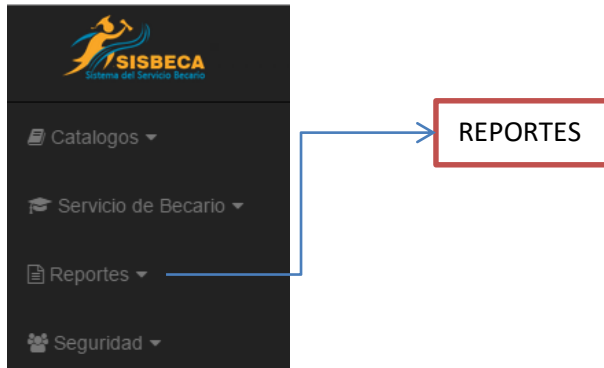 SISBECA
Sistema del Servicio Becario
Catalogos
Servicio de Becario
Reportes
Seguridad
REPORTES